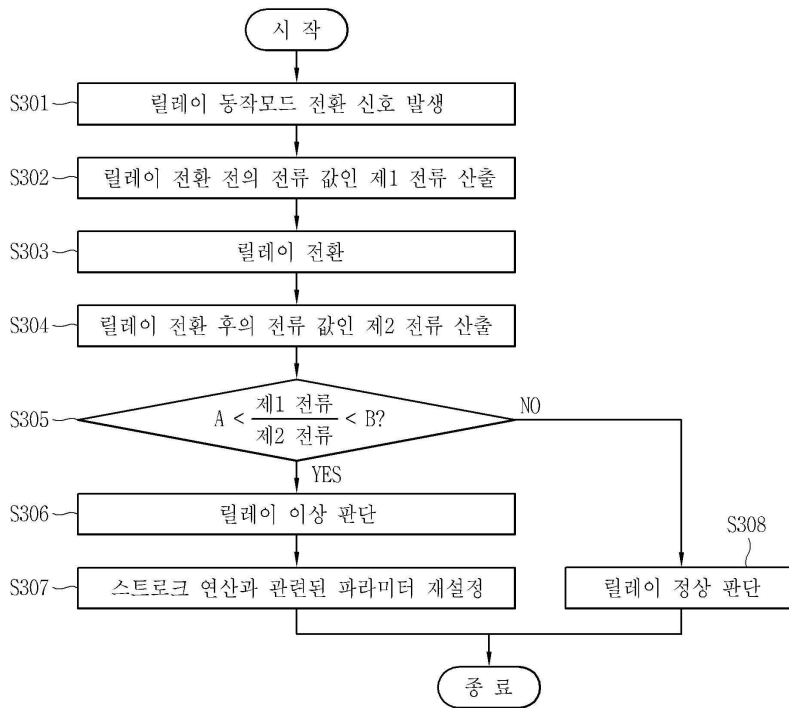 시 작
S301
릴레이 동작모드 전환 신호 발생
S302
릴레이 전환 전의 전류 값인 제1 전류 산출
S303
릴레이 전환
S304
릴레이 전환 후의 전류 값인 제2 전류 산출
S305
A < 제1 전류 / 제2 전류 < B?
NO
YES
S306
릴레이 이상 판단
S308
S307
스트로크 연산과 관련된 파라미터 재설정
릴레이 정상 판단
종 료